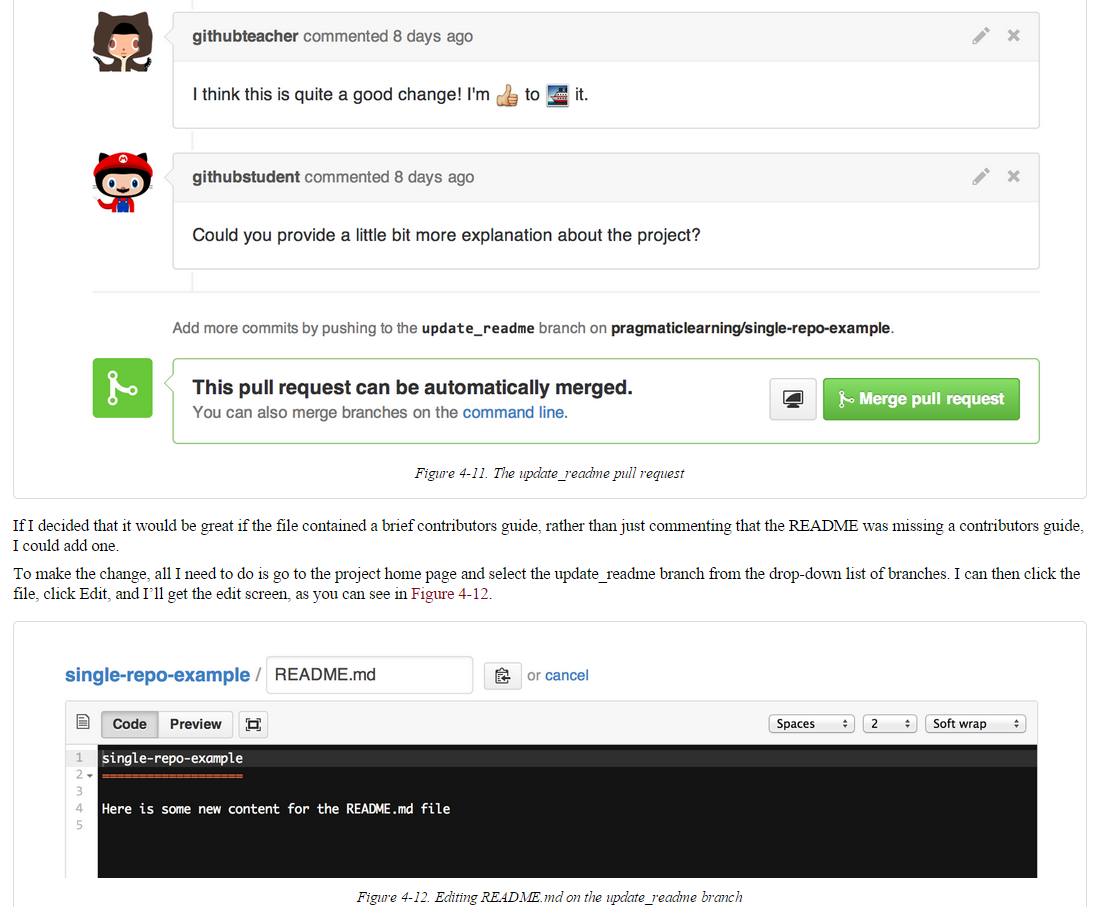 githubteacher commented 8 days ago
I think this is quite a good change! I'm 👍 to 🚢 it.
githubstudent commented 8 days ago
Could you provide a little bit more explanation about the project?
Add more commits by pushing to the update_readme branch on pragmaticlearning/single-repo-example.
This pull request can be automatically merged.
You can also merge branches on the command line.
Merge pull request
Figure 4-11. The update_readme pull request
If I decided that it would be great if the file contained a brief contributors guide, rather than just commenting that the README was missing a contributors guide,
I could add one.
To make the change, all I need to do is go to the project home page and select the update_readme branch from the drop-down list of branches. I can then click the
file, click Edit, and I’ll get the edit screen, as you can see in Figure 4-12.
single-repo-example / README.md or cancel
Code Preview Spaces 2 Soft wrap
1 single-repo-example
2 ===================
3
4 Here is some new content for the README.md file
5
Figure 4-12. Editing README.md on the update_readme branch